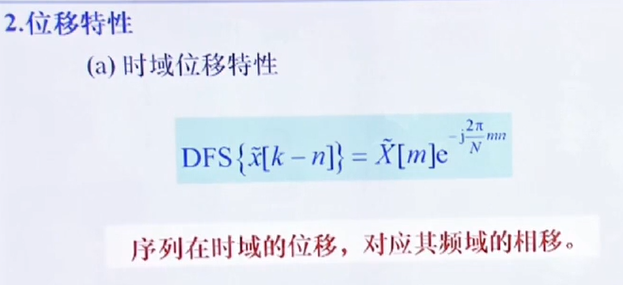 2.位移特性
(a) 时域位移特性
DFS{x̃[k − n]} = X̃[m]e^{-j\frac{2π}{N}mn}
序列在时域的位移，对应其频域的相移。